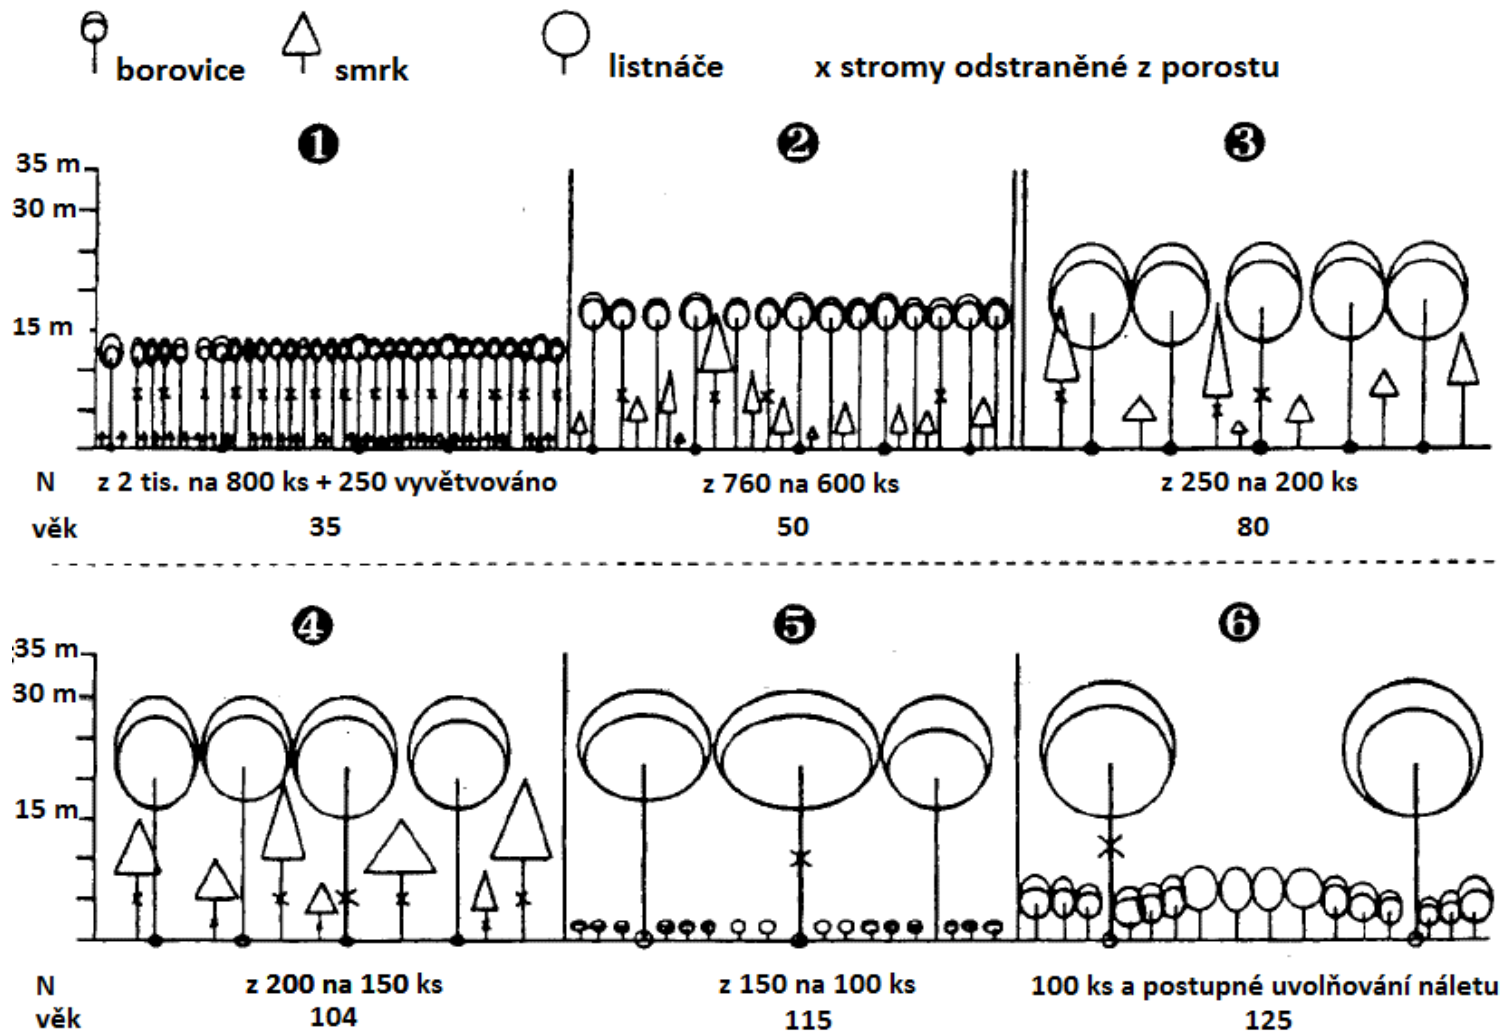 borovice smrk listnáče x stromy odstraněné z porostu
1 2 3
35 m
30 m
15 m
N z 2 tis. na 800 ks + 250 vyvětvováno z 760 na 600 ks z 250 na 200 ks
věk 35 50 80
4 5 6
35 m
30 m
15 m
N z 200 na 150 ks z 150 na 100 ks 100 ks a postupné uvolňování náletu
věk 104 115 125